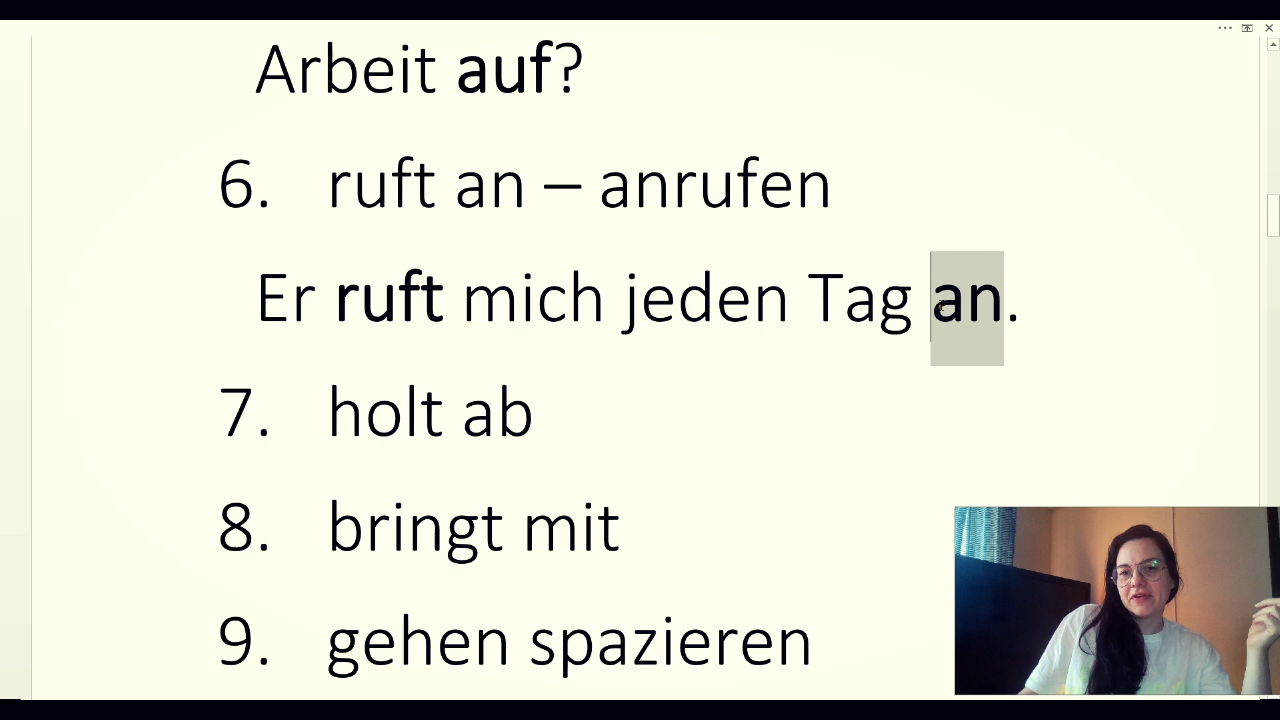 Arbeit auf?
6. ruft an – anrufen
Er ruft mich jeden Tag an.
7. holt ab
8. bringt mit
9. gehen spazieren